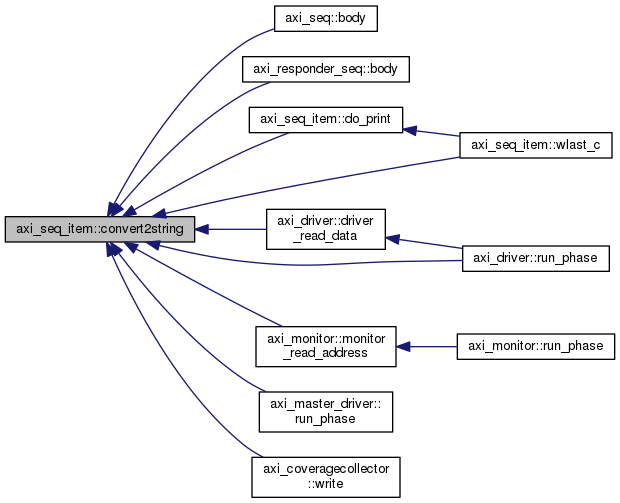 axi_seq::body
axi_responder_seq::body
axi_seq_item::do_print
axi_seq_item::wlast_c
axi_seq_item::convert2string
axi_driver::driver
_read_data
axi_driver::run_phase
axi_monitor::monitor
_read_address
axi_monitor::run_phase
axi_master_driver::
run_phase
axi_coveragecollector
::write